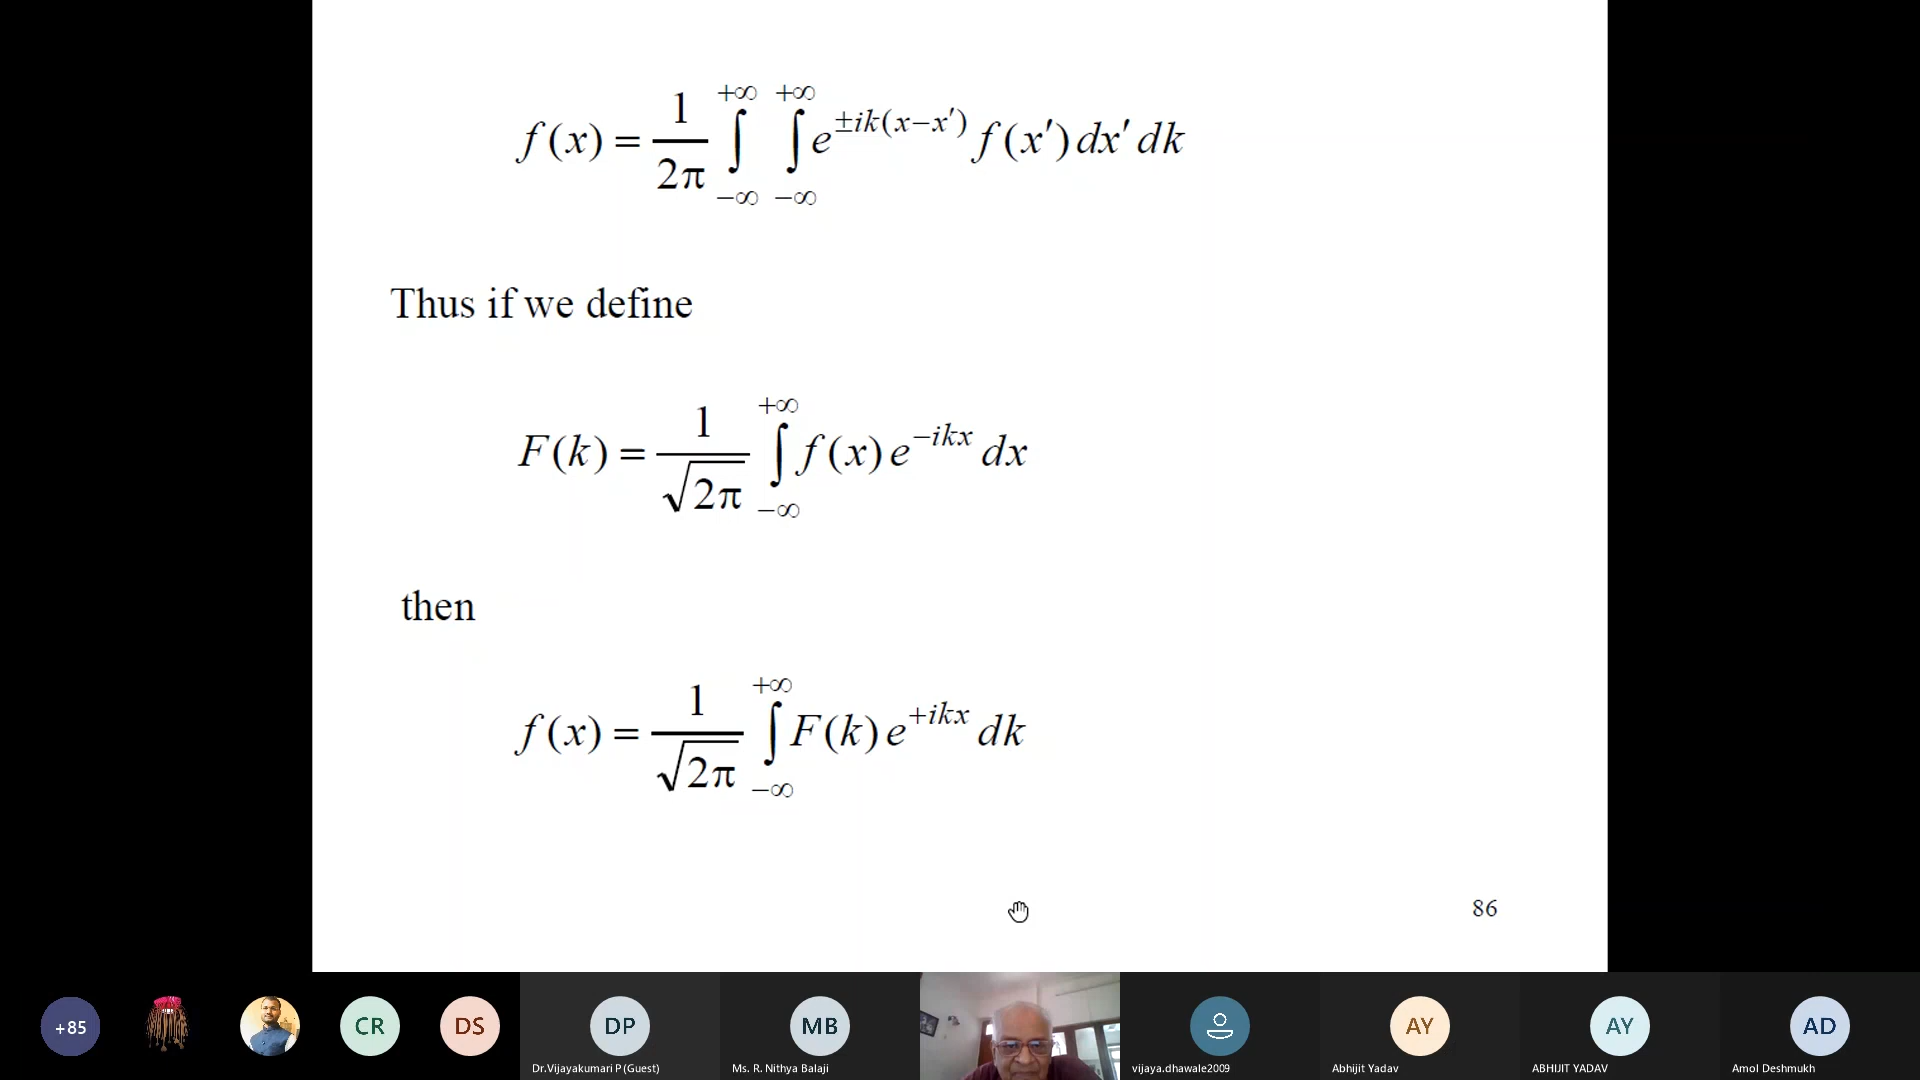 f(x) = 1/2π ∫_{−∞}^{+∞} ∫_{−∞}^{+∞} e^{±ik(x−x′)} f(x′) dx′ dk
Thus if we define
F(k) = 1/√2π ∫_{−∞}^{+∞} f(x) e^{−ikx} dx
then
f(x) = 1/√2π ∫_{−∞}^{+∞} F(k) e^{+ikx} dk
86
+85 CR DS DP MB AY AY AD
Dr.Vijayakumari P (Guest) Ms. R. Nithya Balaji vijaya.dhawale2009 Abhijit Yadav ABHIJIT YADAV Amol Deshmukh